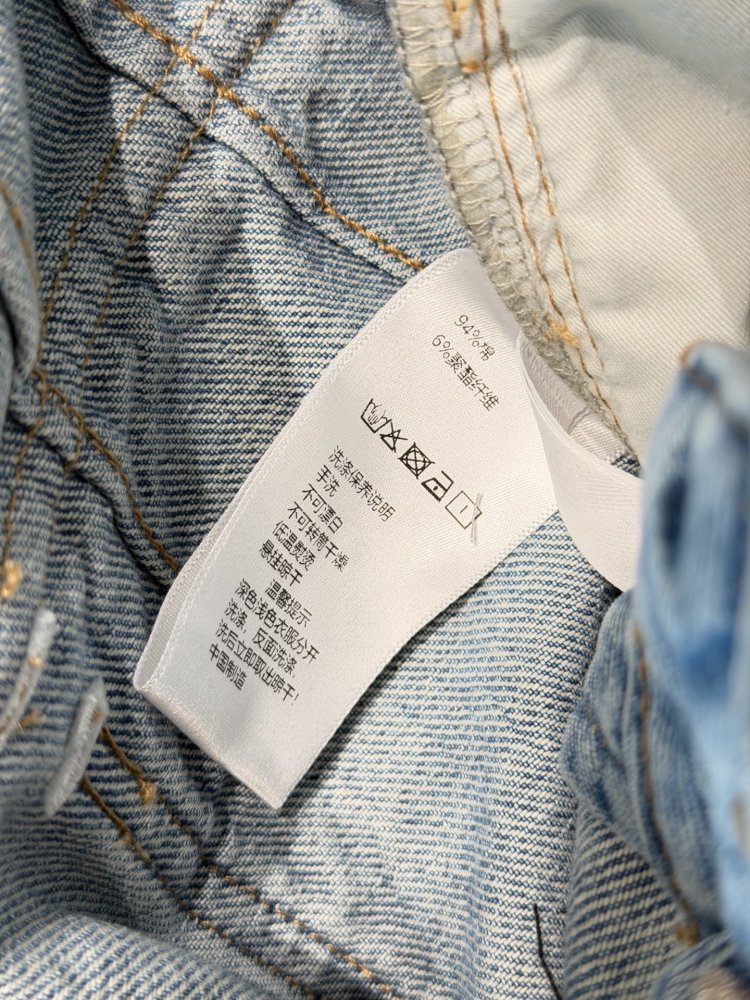 94%棉
6%聚酯纤维
洗涤保养说明
手洗
不可漂白
不可转筒干燥
低温熨烫
悬挂晾干
温馨提示
深色浅色衣服分开
洗涤，反面洗涤，
洗后立即取出晾干！
中国制造